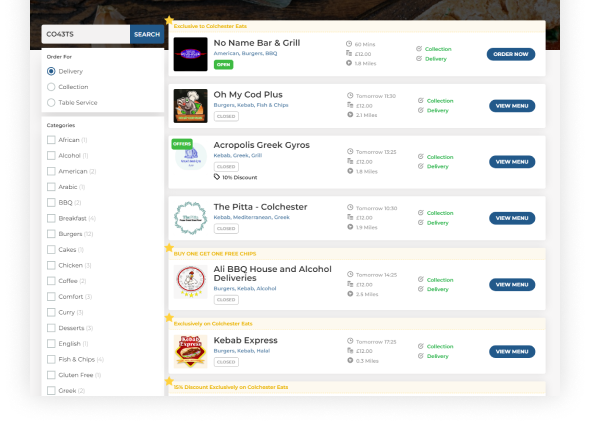 CO43TS
SEARCH
Order For
Delivery
Collection
Table Service
Categories
African (1)
Alcohol (1)
American (2)
Arabic (1)
BBQ (2)
Breakfast (4)
Burgers (12)
Cakes (1)
Chicken (3)
Coffee (2)
Comfort (2)
Curry (3)
Desserts (5)
English (1)
Fish & Chips (4)
Gluten Free (1)
Greek (2)
Exclusive to Colchester Eats
No Name Bar & Grill
American, Burgers, BBQ
OPEN
60 Mins
£12.00
1.8 Miles
Collection
Delivery
ORDER NOW
Oh My Cod Plus
Burgers, Kebab, Fish & Chips
CLOSED
Tomorrow 11:30
£12.00
2.1 Miles
Collection
Delivery
VIEW MENU
OFFERS
Acropolis Greek Gyros
Kebab, Greek, Grill
CLOSED
10% Discount
Tomorrow 13:25
£12.00
1.8 Miles
Collection
Delivery
VIEW MENU
The Pitta - Colchester
Kebab, Mediterranean, Greek
CLOSED
Tomorrow 10:30
£12.00
1.9 Miles
Collection
Delivery
VIEW MENU
BUY ONE GET ONE FREE CHIPS
Ali BBQ House and Alcohol
Deliveries
Burgers, Kebab, Alcohol
CLOSED
Tomorrow 14:25
£12.00
2.9 Miles
Collection
Delivery
VIEW MENU
Exclusively on Colchester Eats
Kebab
Express
Kebab Express
Burgers, Kebab, Halal
CLOSED
Tomorrow 17:25
£12.00
0.3 Miles
Collection
Delivery
VIEW MENU
15% Discount Exclusively on Colchester Eats